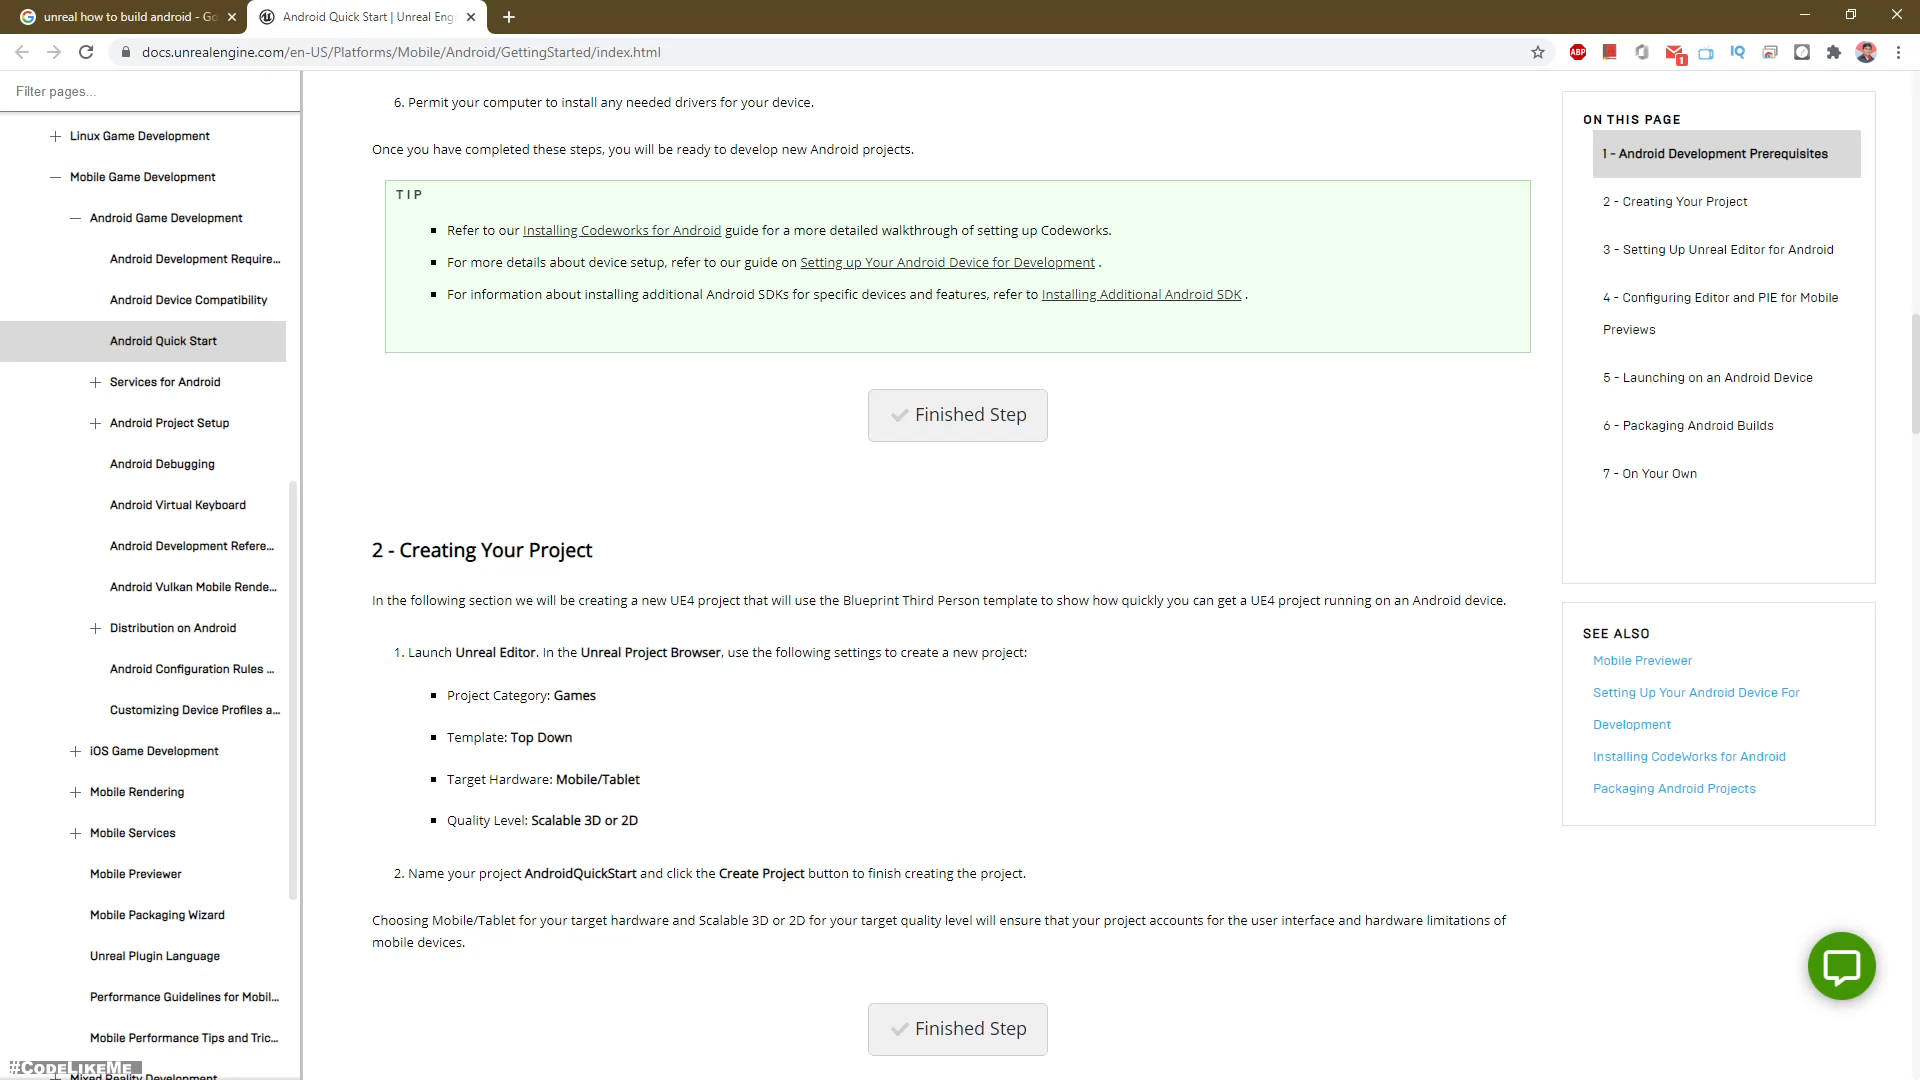 unreal how to build android - Go
Android Quick Start | Unreal Eng
docs.unrealengine.com/en-US/Platforms/Mobile/Android/GettingStarted/index.html
ABP
1
IQ
Filter pages...
Linux Game Development
Mobile Game Development
Android Game Development
Android Development Require...
Android Device Compatibility
Android Quick Start
Services for Android
Android Project Setup
Android Debugging
Android Virtual Keyboard
Android Development Refere...
Android Vulkan Mobile Rende...
Distribution on Android
Android Configuration Rules ...
Customizing Device Profiles a...
iOS Game Development
Mobile Rendering
Mobile Services
Mobile Previewer
Mobile Packaging Wizard
Unreal Plugin Language
Performance Guidelines for Mobil...
Mobile Performance Tips and Tric...
Mixed Reality Development
#CodeLikeMe
6. Permit your computer to install any needed drivers for your device.
Once you have completed these steps, you will be ready to develop new Android projects.
TIP
Refer to our Installing Codeworks for Android guide for a more detailed walkthrough of setting up Codeworks.
For more details about device setup, refer to our guide on Setting up Your Android Device for Development .
For information about installing additional Android SDKs for specific devices and features, refer to Installing Additional Android SDK .
Finished Step
2 - Creating Your Project
In the following section we will be creating a new UE4 project that will use the Blueprint Third Person template to show how quickly you can get a UE4 project running on an Android device.
1. Launch Unreal Editor. In the Unreal Project Browser, use the following settings to create a new project:
Project Category: Games
Template: Top Down
Target Hardware: Mobile/Tablet
Quality Level: Scalable 3D or 2D
2. Name your project AndroidQuickStart and click the Create Project button to finish creating the project.
Choosing Mobile/Tablet for your target hardware and Scalable 3D or 2D for your target quality level will ensure that your project accounts for the user interface and hardware limitations of
mobile devices.
Finished Step
ON THIS PAGE
1 - Android Development Prerequisites
2 - Creating Your Project
3 - Setting Up Unreal Editor for Android
4 - Configuring Editor and PIE for Mobile
Previews
5 - Launching on an Android Device
6 - Packaging Android Builds
7 - On Your Own
SEE ALSO
Mobile Previewer
Setting Up Your Android Device For
Development
Installing CodeWorks for Android
Packaging Android Projects